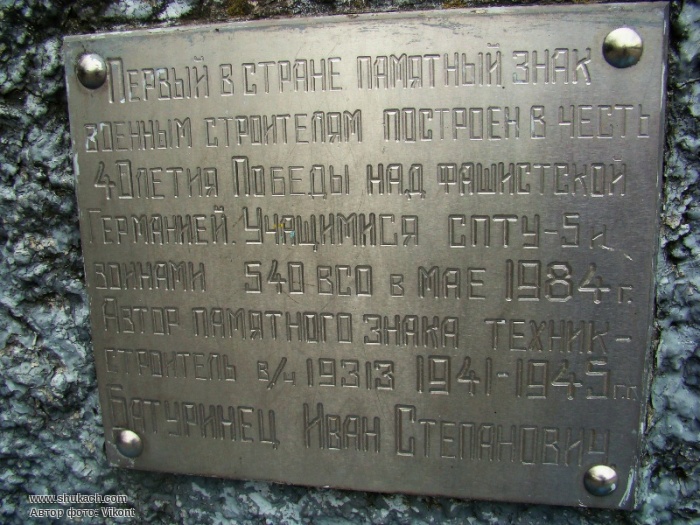 Первый в стране памятный знак
военным строителям построен в честь
40летия Победы над фашистской
Германией. Учащимися СПТУ-5 и
воинами 540 ВСО в мае 1984 г.
Автор памятного знака техник-
строитель в/ч 19313 1941-1945 гг.
Батуринец Иван Степанович
www.shukach.com
Автор фото: Vikont